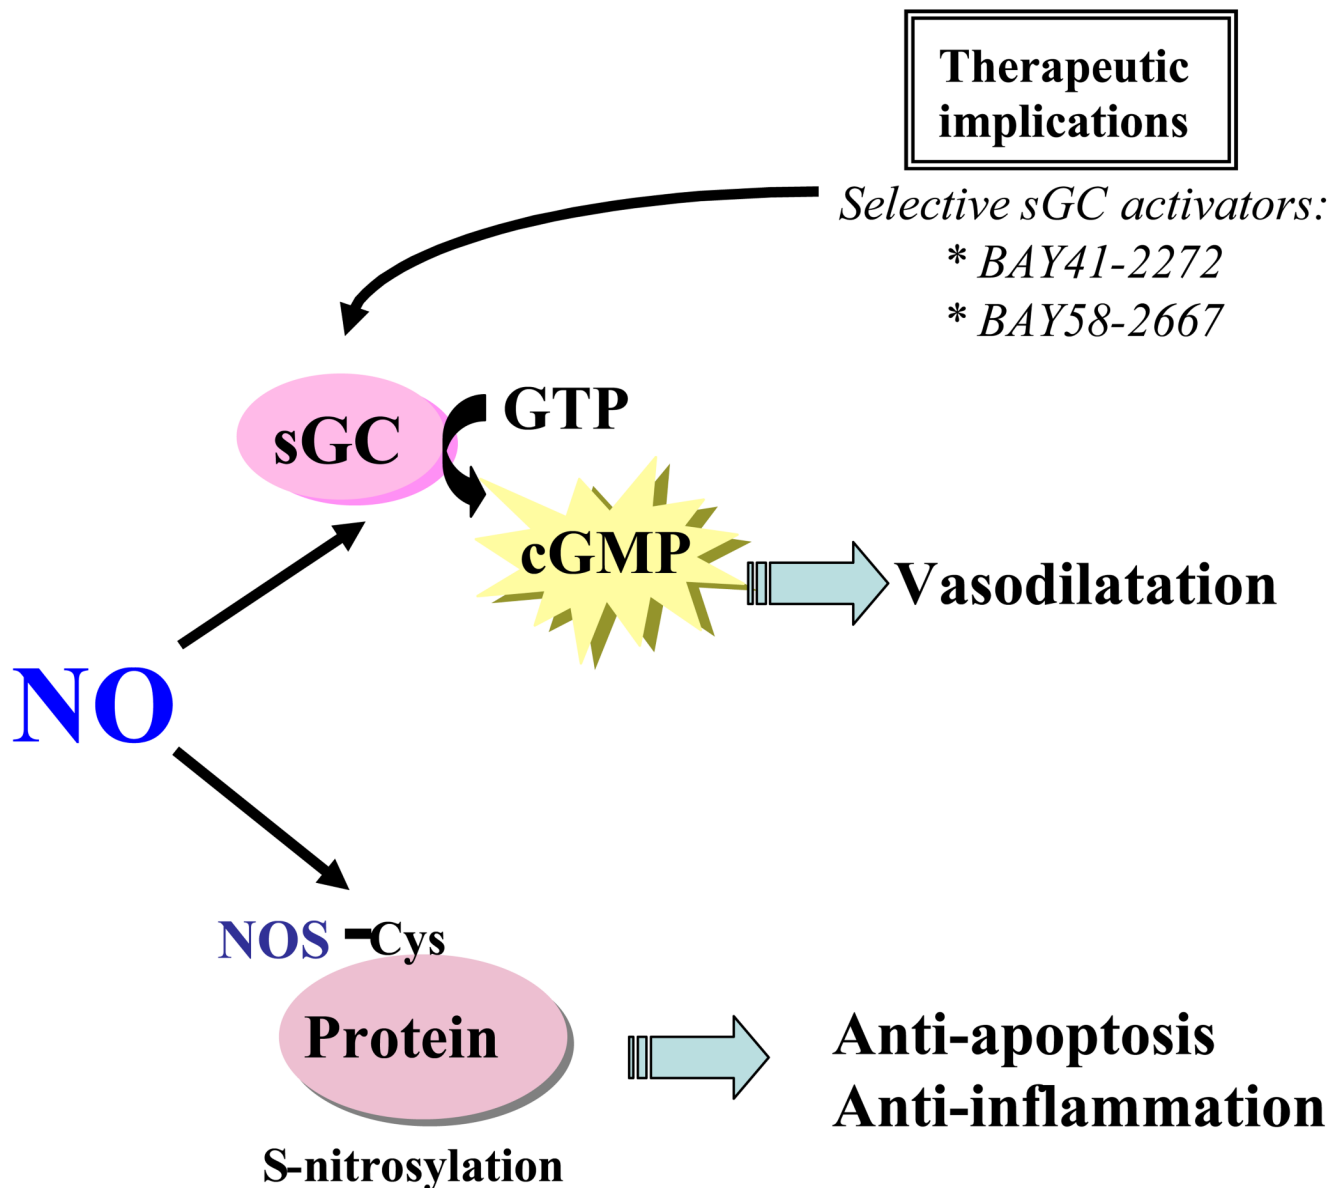 Therapeutic
implications
Selective sGC activators:
* BAY41-2272
* BAY58-2667
sGC
GTP
cGMP
Vasodilatation
NO
NOS
Cys
Protein
S-nitrosylation
Anti-apoptosis
Anti-inflammation